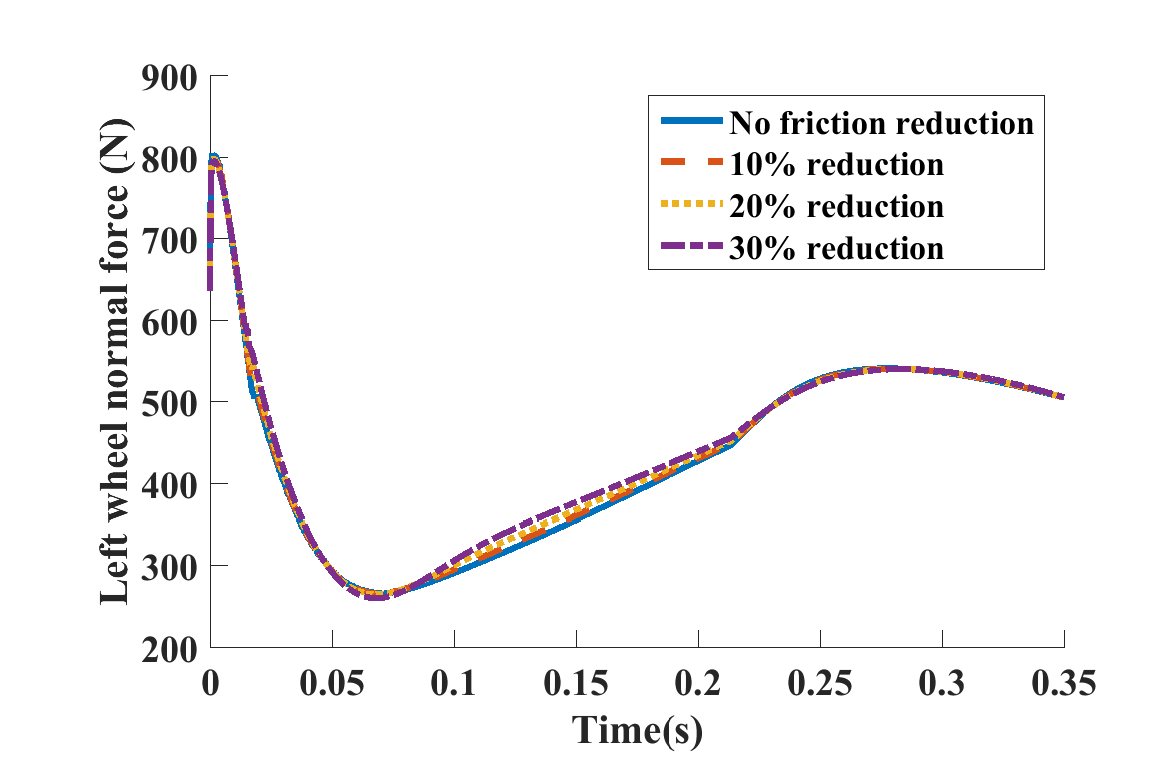 900
800
700
600
500
400
300
200
Left wheel normal force (N)
No friction reduction
10% reduction
20% reduction
30% reduction
0 0.05 0.1 0.15 0.2 0.25 0.3 0.35
Time(s)